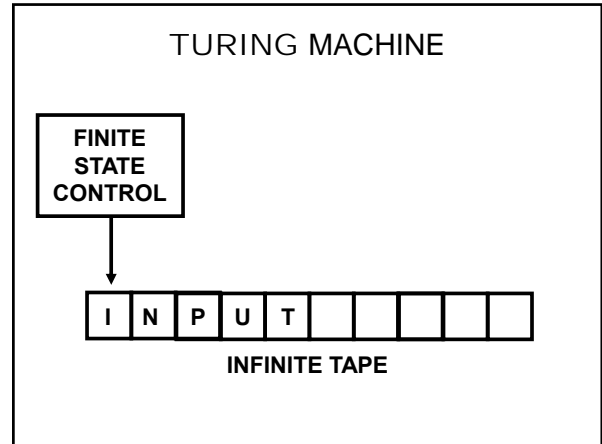 TURING MACHINE
FINITE
STATE
CONTROL
I N P U T
INFINITE TAPE